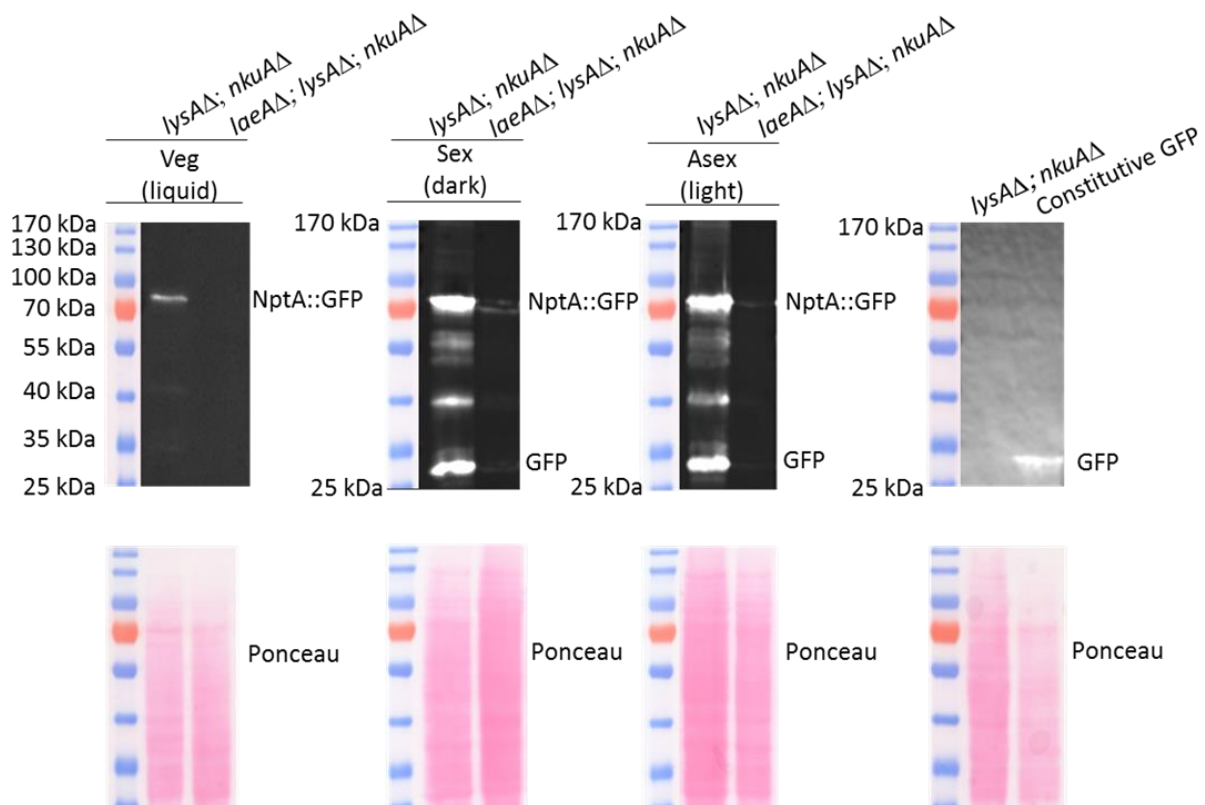 lysAΔ; nkuAΔ
laeAΔ; lysAΔ; nkuAΔ
Veg
(liquid)
lysAΔ; nkuAΔ
laeAΔ; lysAΔ; nkuAΔ
Sex
(dark)
lysAΔ; nkuAΔ
laeAΔ; lysAΔ; nkuAΔ
Asex
(light)
lysAΔ; nkuAΔ
Constitutive GFP
170 kDa
130 kDa
100 kDa
70 kDa
55 kDa
40 kDa
35 kDa
25 kDa
NptA::GFP
170 kDa
25 kDa
NptA::GFP
GFP
170 kDa
25 kDa
NptA::GFP
GFP
170 kDa
25 kDa
GFP
Ponceau
Ponceau
Ponceau
Ponceau